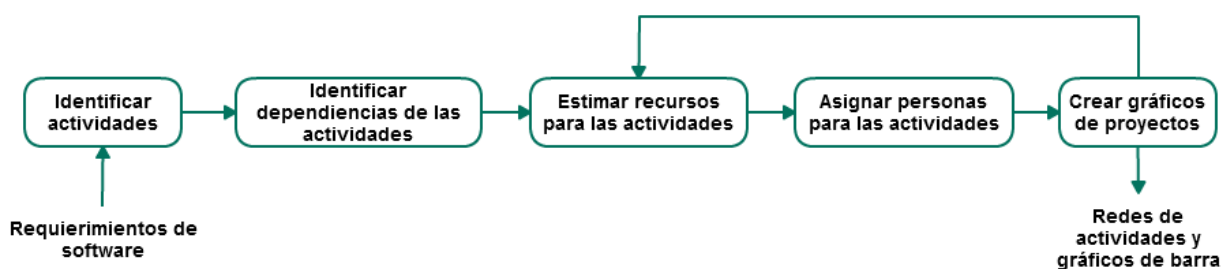 Identificar
actividades
Identificar
dependiencias de las
actividades
Estimar recursos
para las actividades
Asignar personas
para las actividades
Crear gráficos
de proyectos
Requierimientos de
software
Redes de
actividades y
gráficos de barra